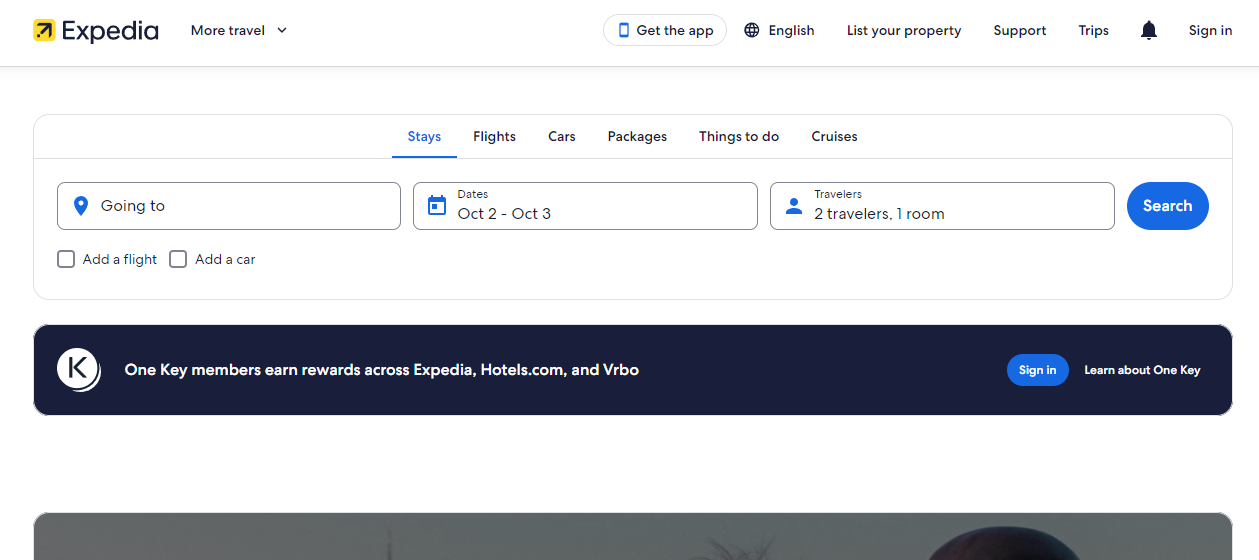 Expedia
More travel
Get the app
English
List your property
Support
Trips
Sign in
Stays
Flights
Cars
Packages
Things to do
Cruises
Going to
Dates
Oct 2 - Oct 3
Travelers
2 travelers, 1 room
Search
Add a flight
Add a car
K
One Key members earn rewards across Expedia, Hotels.com, and Vrbo
Sign in
Learn about One Key